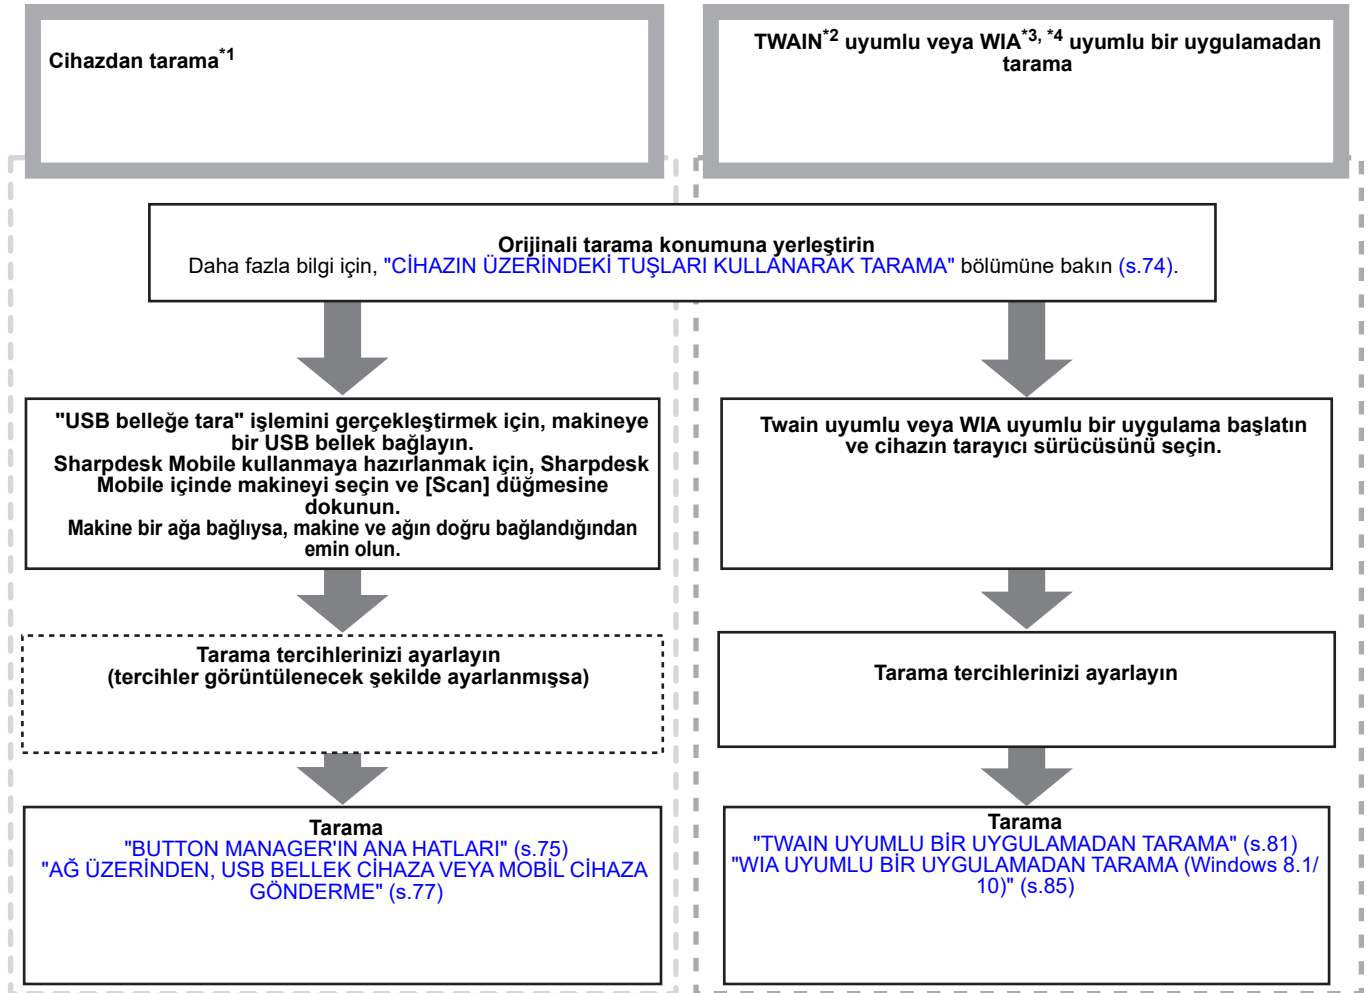 Cihazdan tarama*1
TWAIN*2 uyumlu veya WIA*3, *4 uyumlu bir uygulamadan
tarama
Orijinali tarama konumuna yerleştirin
Daha fazla bilgi için, "CİHAZIN ÜZERİNDEKİ TUŞLARI KULLANARAK TARAMA" bölümüne bakın (s.74).
"USB belleğe tara" işlemini gerçekleştirmek için, makineye
bir USB bellek bağlayın.
Sharpdesk Mobile kullanmaya hazırlanmak için, Sharpdesk
Mobile içinde makineyi seçin ve [Scan] düğmesine
dokunun.
Makine bir ağa bağlıysa, makine ve ağın doğru bağlandığından
emin olun.
Twain uyumlu veya WIA uyumlu bir uygulama başlatın
ve cihazın tarayıcı sürücüsünü seçin.
Tarama tercihlerinizi ayarlayın
(tercihler görüntülenecek şekilde ayarlanmışsa)
Tarama tercihlerinizi ayarlayın
Tarama
"BUTTON MANAGER'IN ANA HATLARI" (s.75)
"AĞ ÜZERİNDEN, USB BELLEK CİHAZA VEYA MOBİL CİHAZA
GÖNDERME" (s.77)
Tarama
"TWAIN UYUMLU BİR UYGULAMADAN TARAMA" (s.81)
"WIA UYUMLU BİR UYGULAMADAN TARAMA (Windows 8.1/
10)" (s.85)